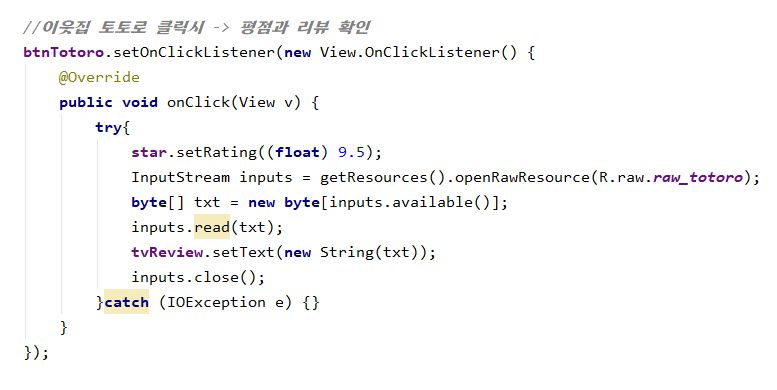 //이웃집 토토로 클릭시 -> 평점과 리뷰 확인
btnTotoro.setOnClickListener(new View.OnClickListener() {
    @Override
    public void onClick(View v) {
        try{
            star.setRating((float) 9.5);
            InputStream inputs = getResources().openRawResource(R.raw.raw_totoro);
            byte[] txt = new byte[inputs.available()];
            inputs.read(txt);
            tvReview.setText(new String(txt));
            inputs.close();
        }catch (IOException e) {}
    }
});